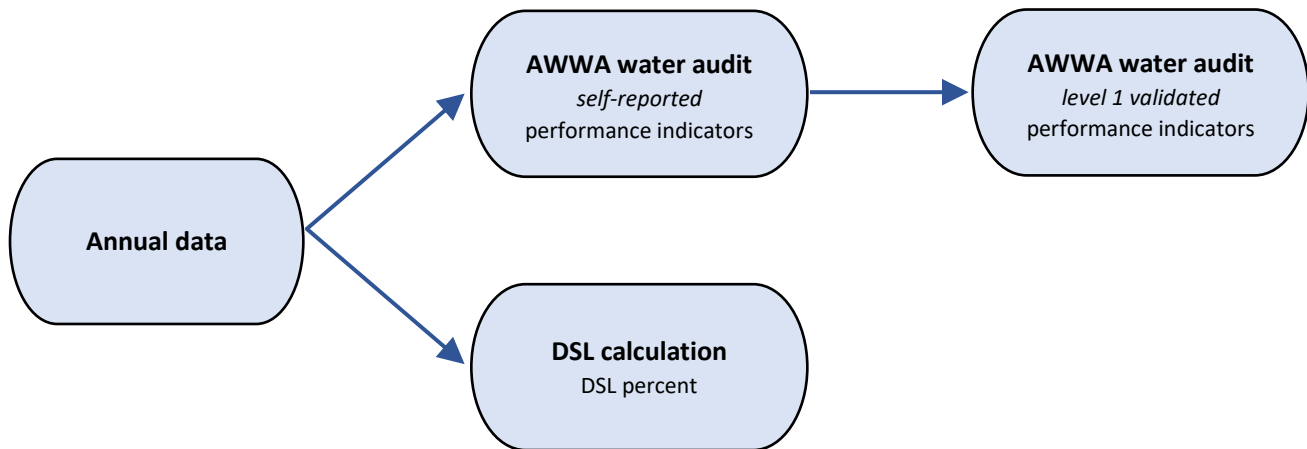 AWWA water audit
self-reported
performance indicators
AWWA water audit
level 1 validated
performance indicators
Annual data
DSL calculation
DSL percent